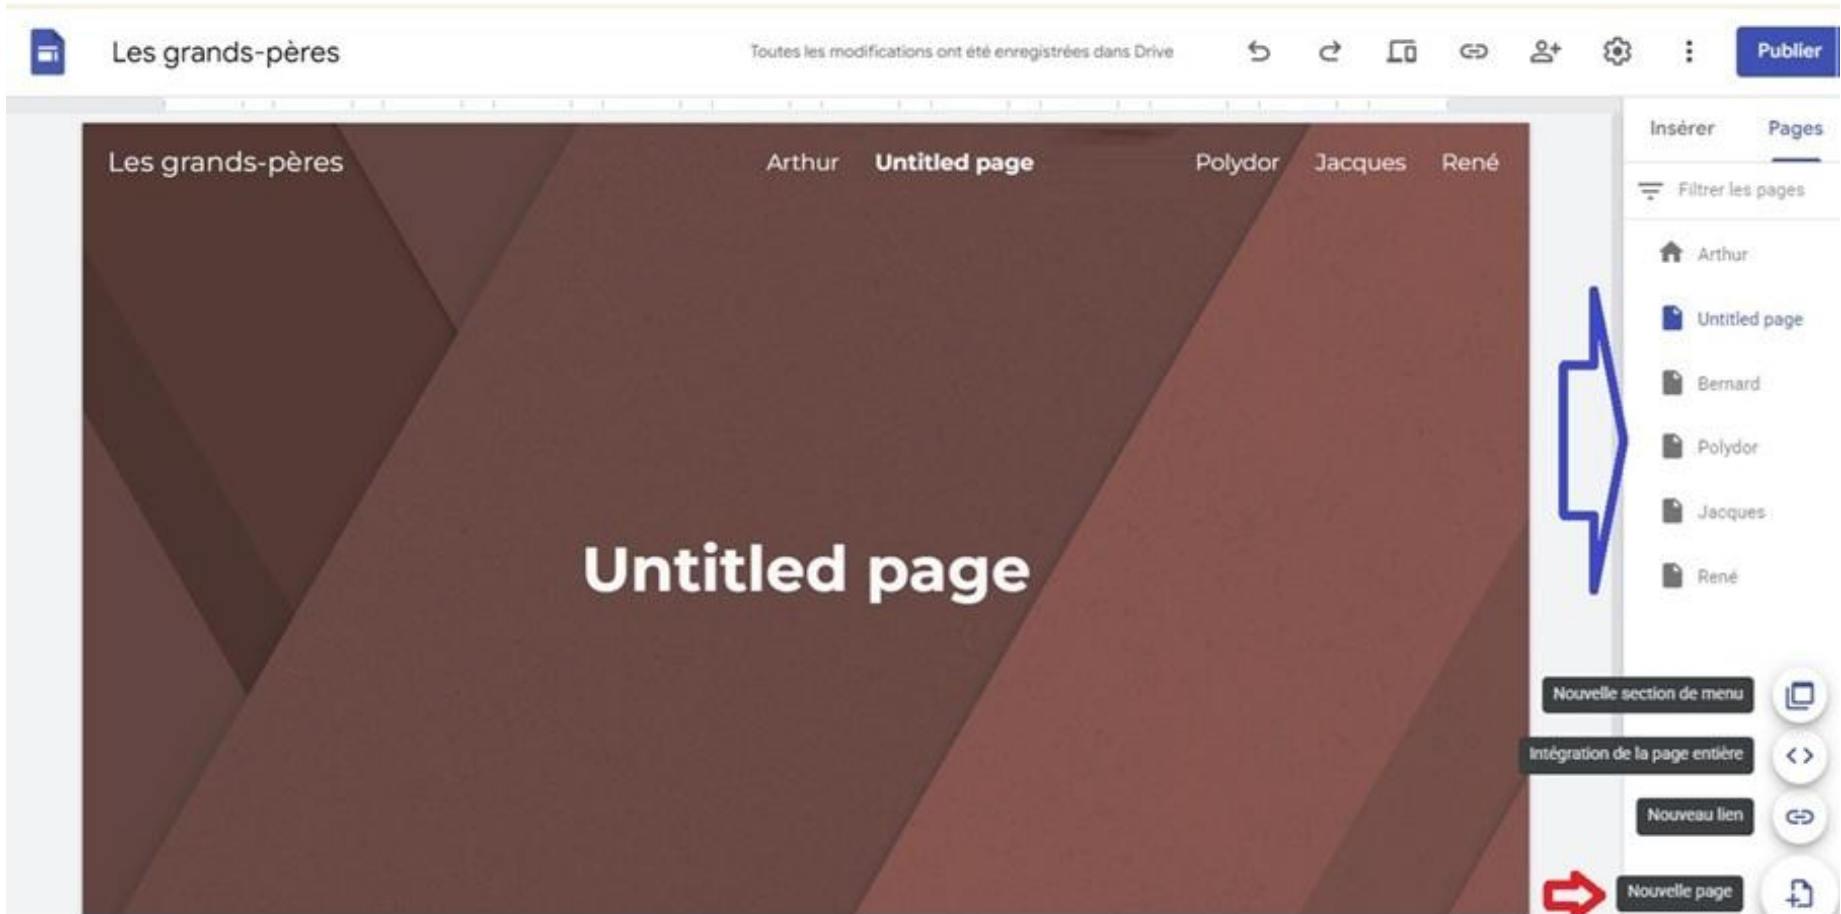 Les grands-pères
Toutes les modifications ont été enregistrées dans Drive
Publier
Insérer Pages
Les grands-pères Arthur Untitled page Polydor Jacques René
Filtrer les pages
Arthur
Untitled page
Bernard
Polydor
Jacques
René
Untitled page
Nouvelle section de menu
Intégration de la page entière
Nouveau lien
Nouvelle page